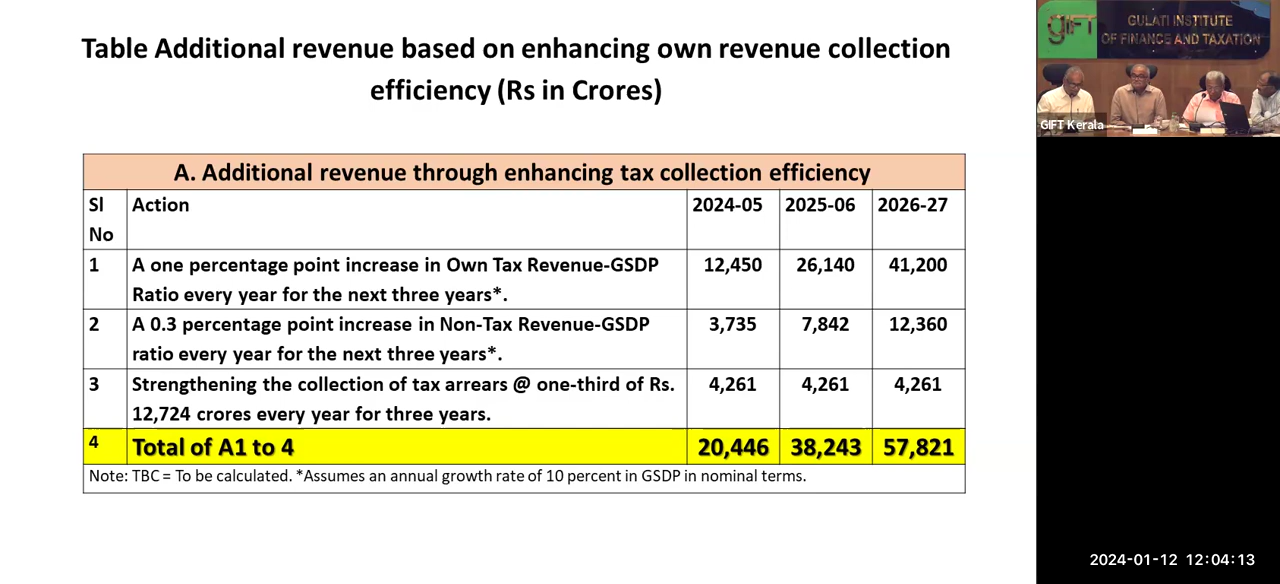 Table Additional revenue based on enhancing own revenue collection
efficiency (Rs in Crores)
A. Additional revenue through enhancing tax collection efficiency
Sl No Action 2024-05 2025-06 2026-27
1 A one percentage point increase in Own Tax Revenue-GSDP 12,450 26,140 41,200
Ratio every year for the next three years*.
2 A 0.3 percentage point increase in Non-Tax Revenue-GSDP 3,735 7,842 12,360
ratio every year for the next three years*.
3 Strengthening the collection of tax arrears @ one-third of Rs. 4,261 4,261 4,261
12,724 crores every year for three years.
4 Total of A1 to 4 20,446 38,243 57,821
Note: TBC = To be calculated. *Assumes an annual growth rate of 10 percent in GSDP in nominal terms.
GIFT
GULATI INSTITUTE
OF FINANCE AND TAXATION
GIFT Kerala
2024-01-12 12:04:13